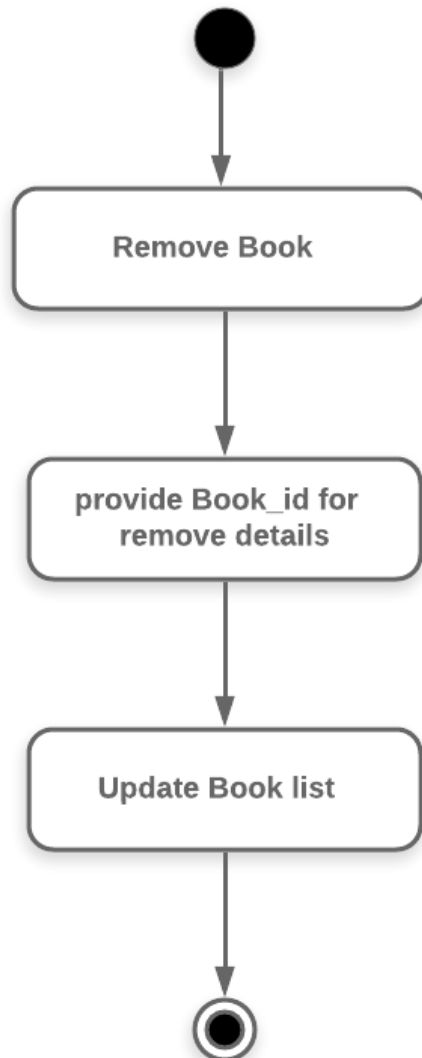 Remove Book
provide Book_id for
remove details
Update Book list